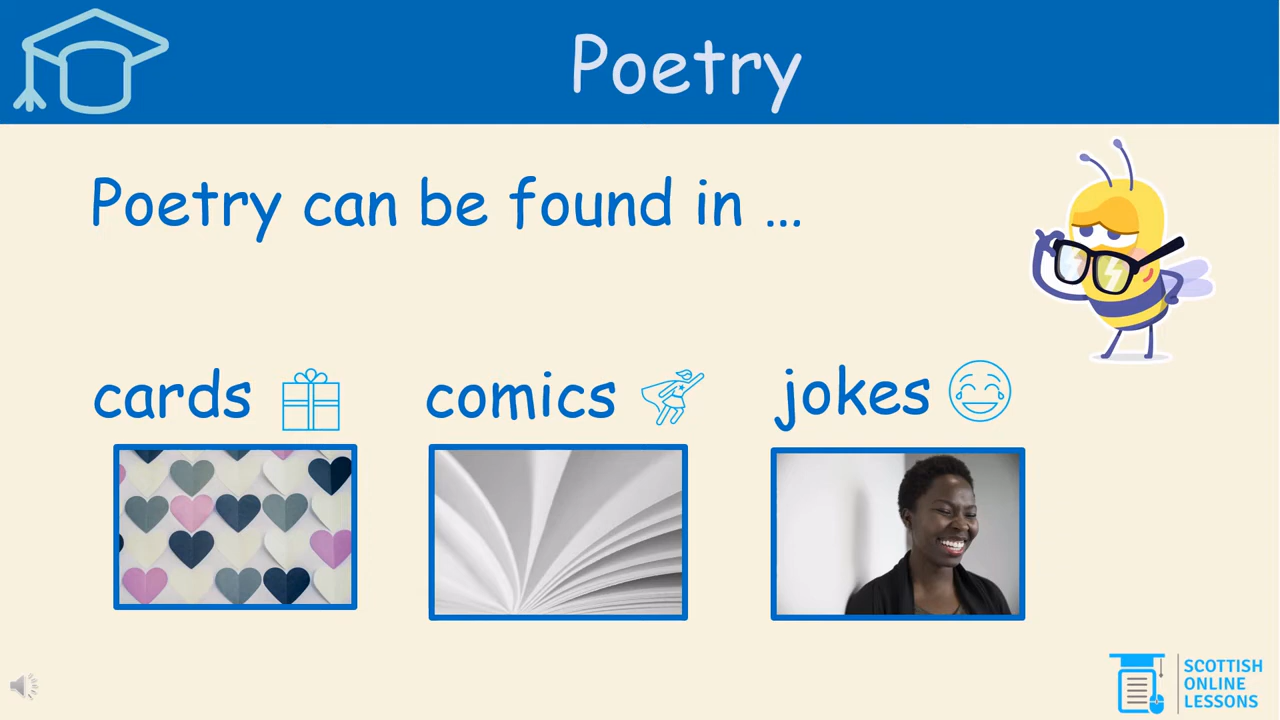 Poetry
Poetry can be found in ...
cards
comics
jokes
SCOTTISH
ONLINE
LESSONS